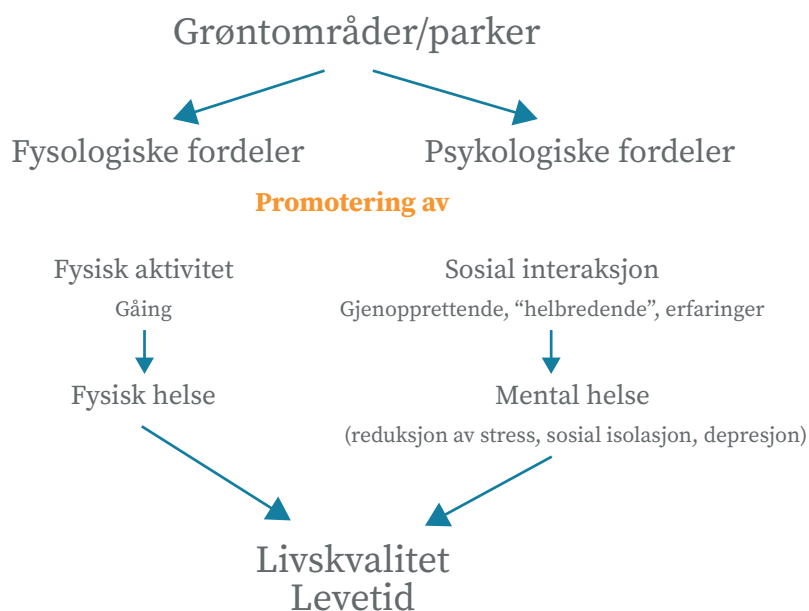 Grøntområder/parker
Fysologiske fordeler
Psykologiske fordeler
Promotering av
Fysisk aktivitet
Gåing
Sosial interaksjon
Gjenopprettende, “helbredende”, erfaringer
Fysisk helse
Mental helse
(reduksjon av stress, sosial isolasjon, depresjon)
Livskvalitet
Levetid